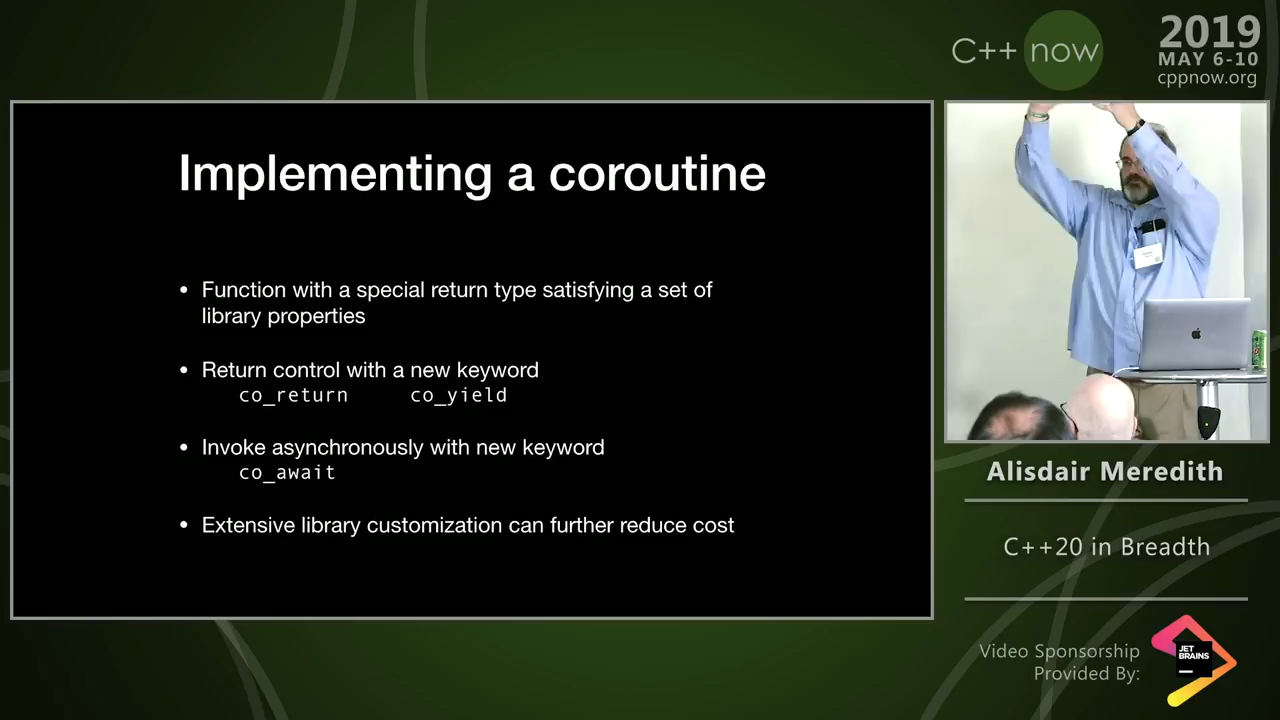 C++ now
2019
MAY 6-10
cppnow.org
Implementing a coroutine
• Function with a special return type satisfying a set of
library properties
• Return control with a new keyword
co_return co_yield
• Invoke asynchronously with new keyword
co_await
• Extensive library customization can further reduce cost
Alisdair Meredith
C++20 in Breadth
Video Sponsorship
Provided By:
JET
BRAINS